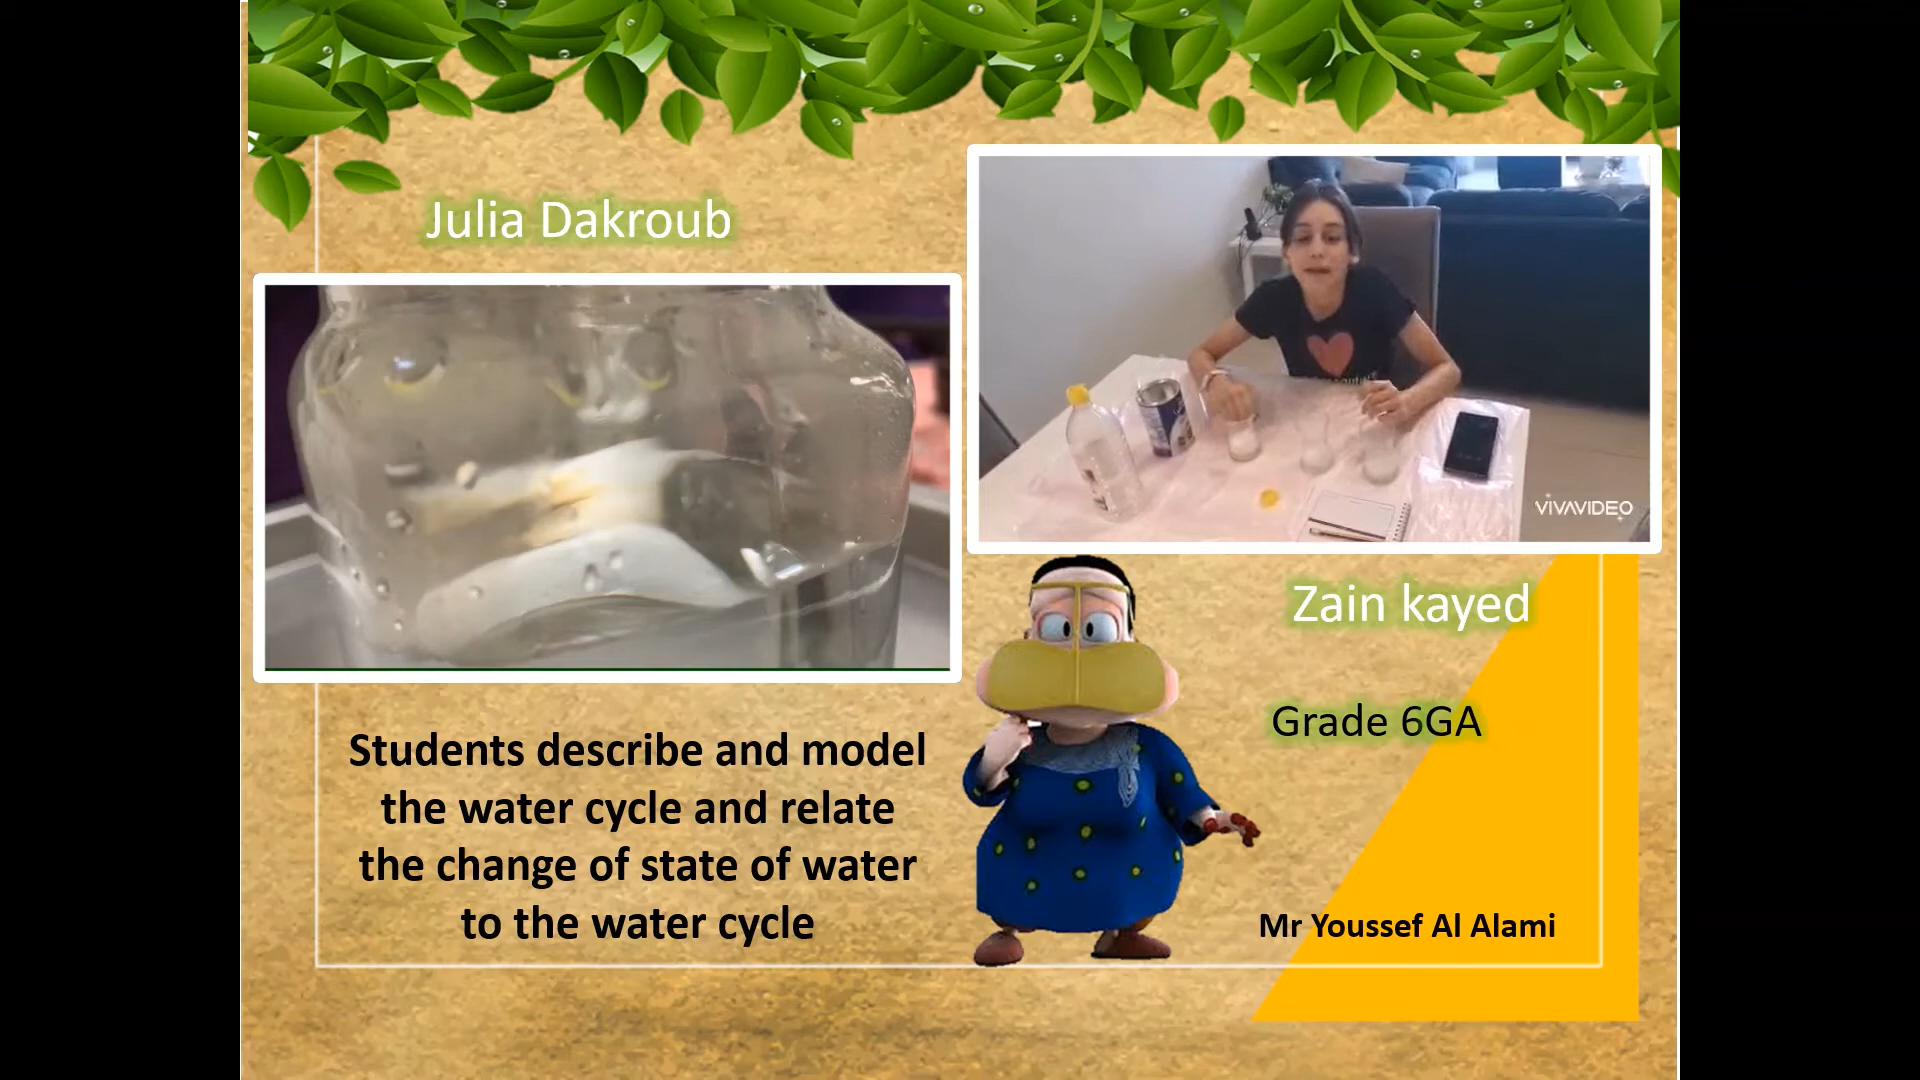 Julia Dakroub
VIVAVIDEO
Zain kayed
Grade 6GA
Students describe and model
the water cycle and relate
the change of state of water
to the water cycle
Mr Youssef Al Alami